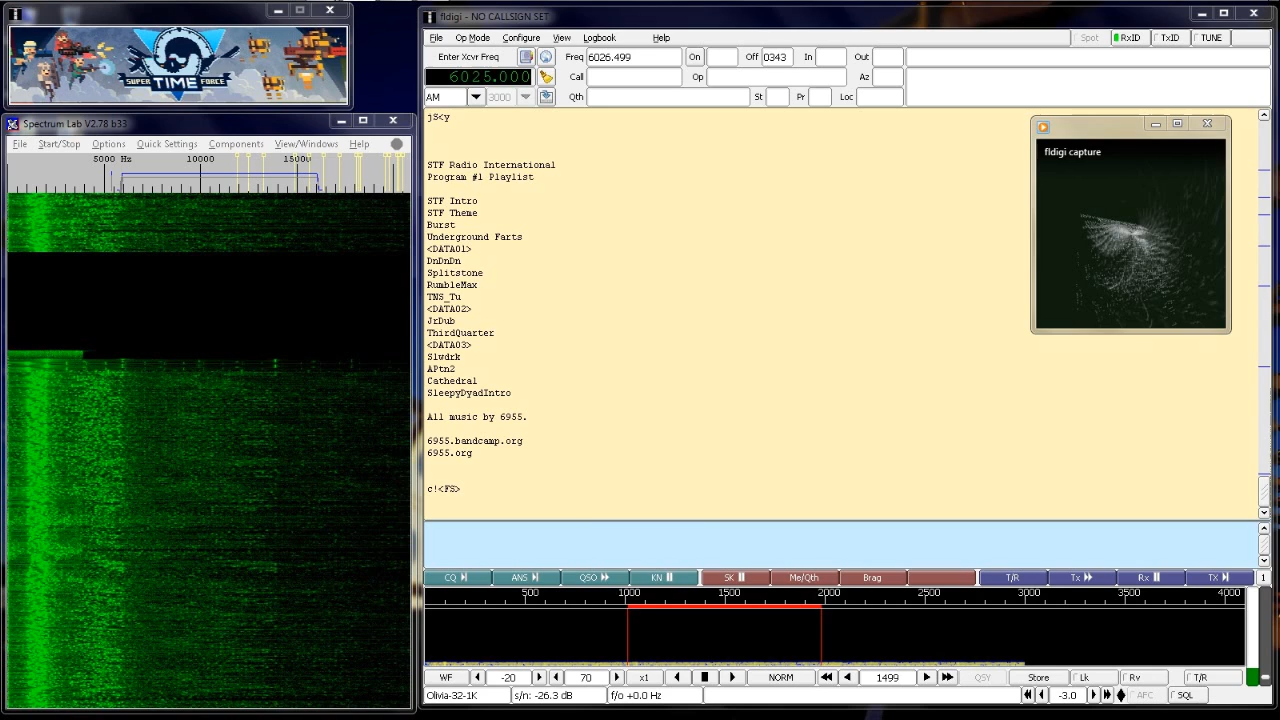 SUPER TIME FORCE
Spectrum Lab V2.78 b33
File Start/Stop Options Quick Settings Components View/Windows Help
5000 Hz 10000 15000
fldigi - NO CALLSIGN SET
File Op Mode Configure View Logbook Help Spot RxID TxID TUNE
Enter Xcvr Freq Freq 6026.499 On Off 0343 In Out
6025.000 Call Op Az
AM 3000 Qth St Pr Loc
jS<y
STF Radio International
Program #1 Playlist
STF Intro
STF Theme
Burst
Underground Farts
<DATA01>
DnDnDn
Splitstone
RumbleMax
TNS_Tu
<DATA02>
JrDub
ThirdQuarter
<DATA03>
Slwdrk
APtn2
Cathedral
SleepyDyadIntro
All music by 6955.
6955.bandcamp.org
6955.org
c!<FS>
fldigi capture
CQ ANS QSO KN SK Me/Qth Brag T/R Tx Rx TX 1
500 1000 1500 2000 2500 3000 3500 4000
WF -20 70 x1 NORM 1499 QSY Store Lk Rv T/R
Olivia-32-1K s/n: -26.3 dB f/o +0.0 Hz -3.0 AFC SQL